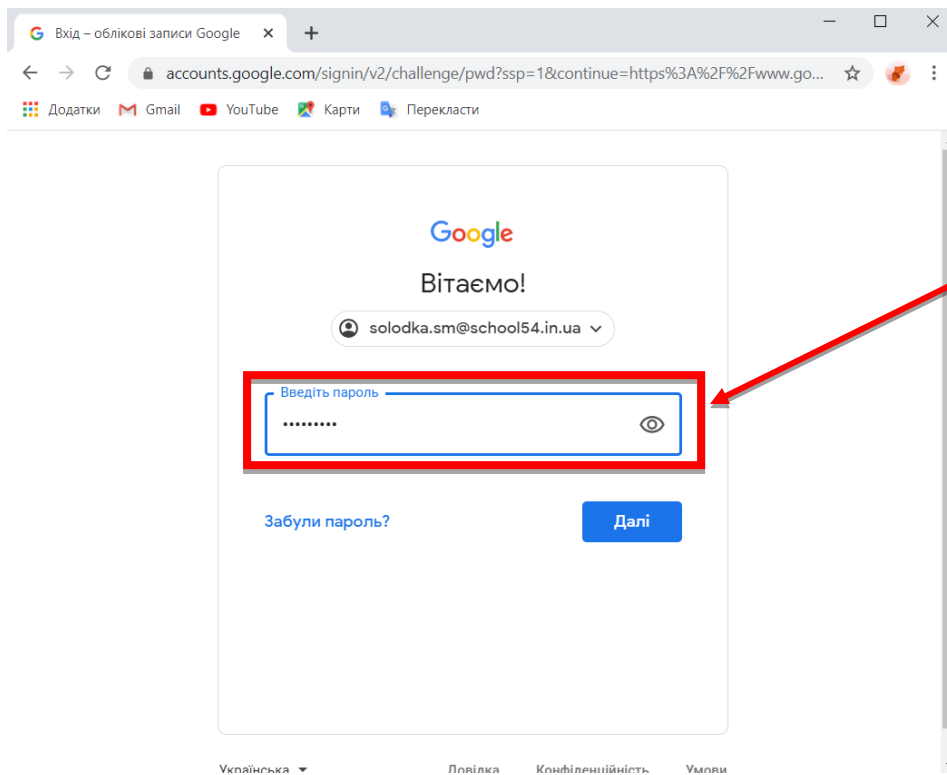 Вхід – облікові записи Google
accounts.google.com/signin/v2/challenge/pwd?ssp=1&continue=https%3A%2F%2Fwww.go...
Додатки Gmail YouTube Карти Перекласти
Google
Вітаємо!
solodka.sm@school54.in.ua
Введіть пароль
•••••••••
Забули пароль? Далі
Українська Довідка Конфіденційність Умови